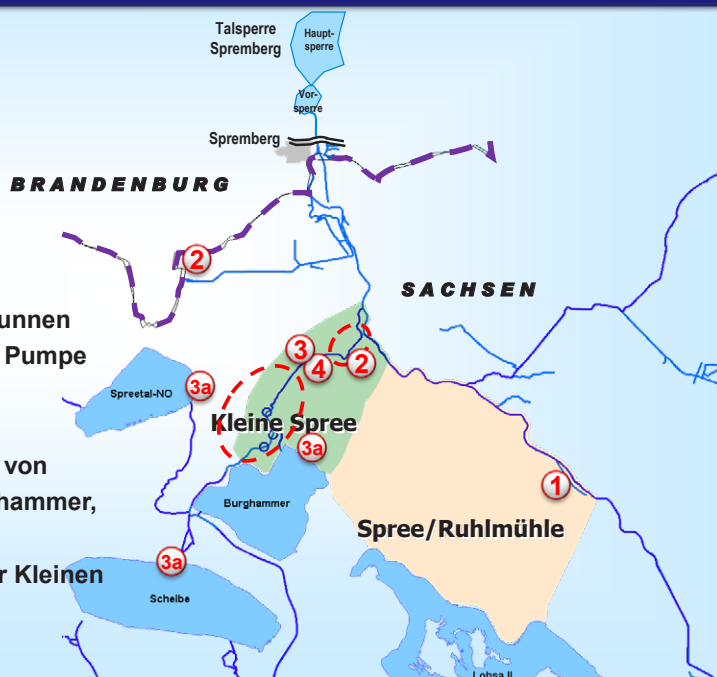 Talsperre
Spremberg
Haupt-
sperre
Vor-
sperre
Spremberg
BRANDENBURG
2
SACHSEN
unnen
Pumpe
3
4
2
3a
Spreetal-NO
Kleine Spree
3a
von
hammer,
Burghammer
1
Spree/Ruhlmühle
3a
r Kleinen
Scheibe
Lohsa II